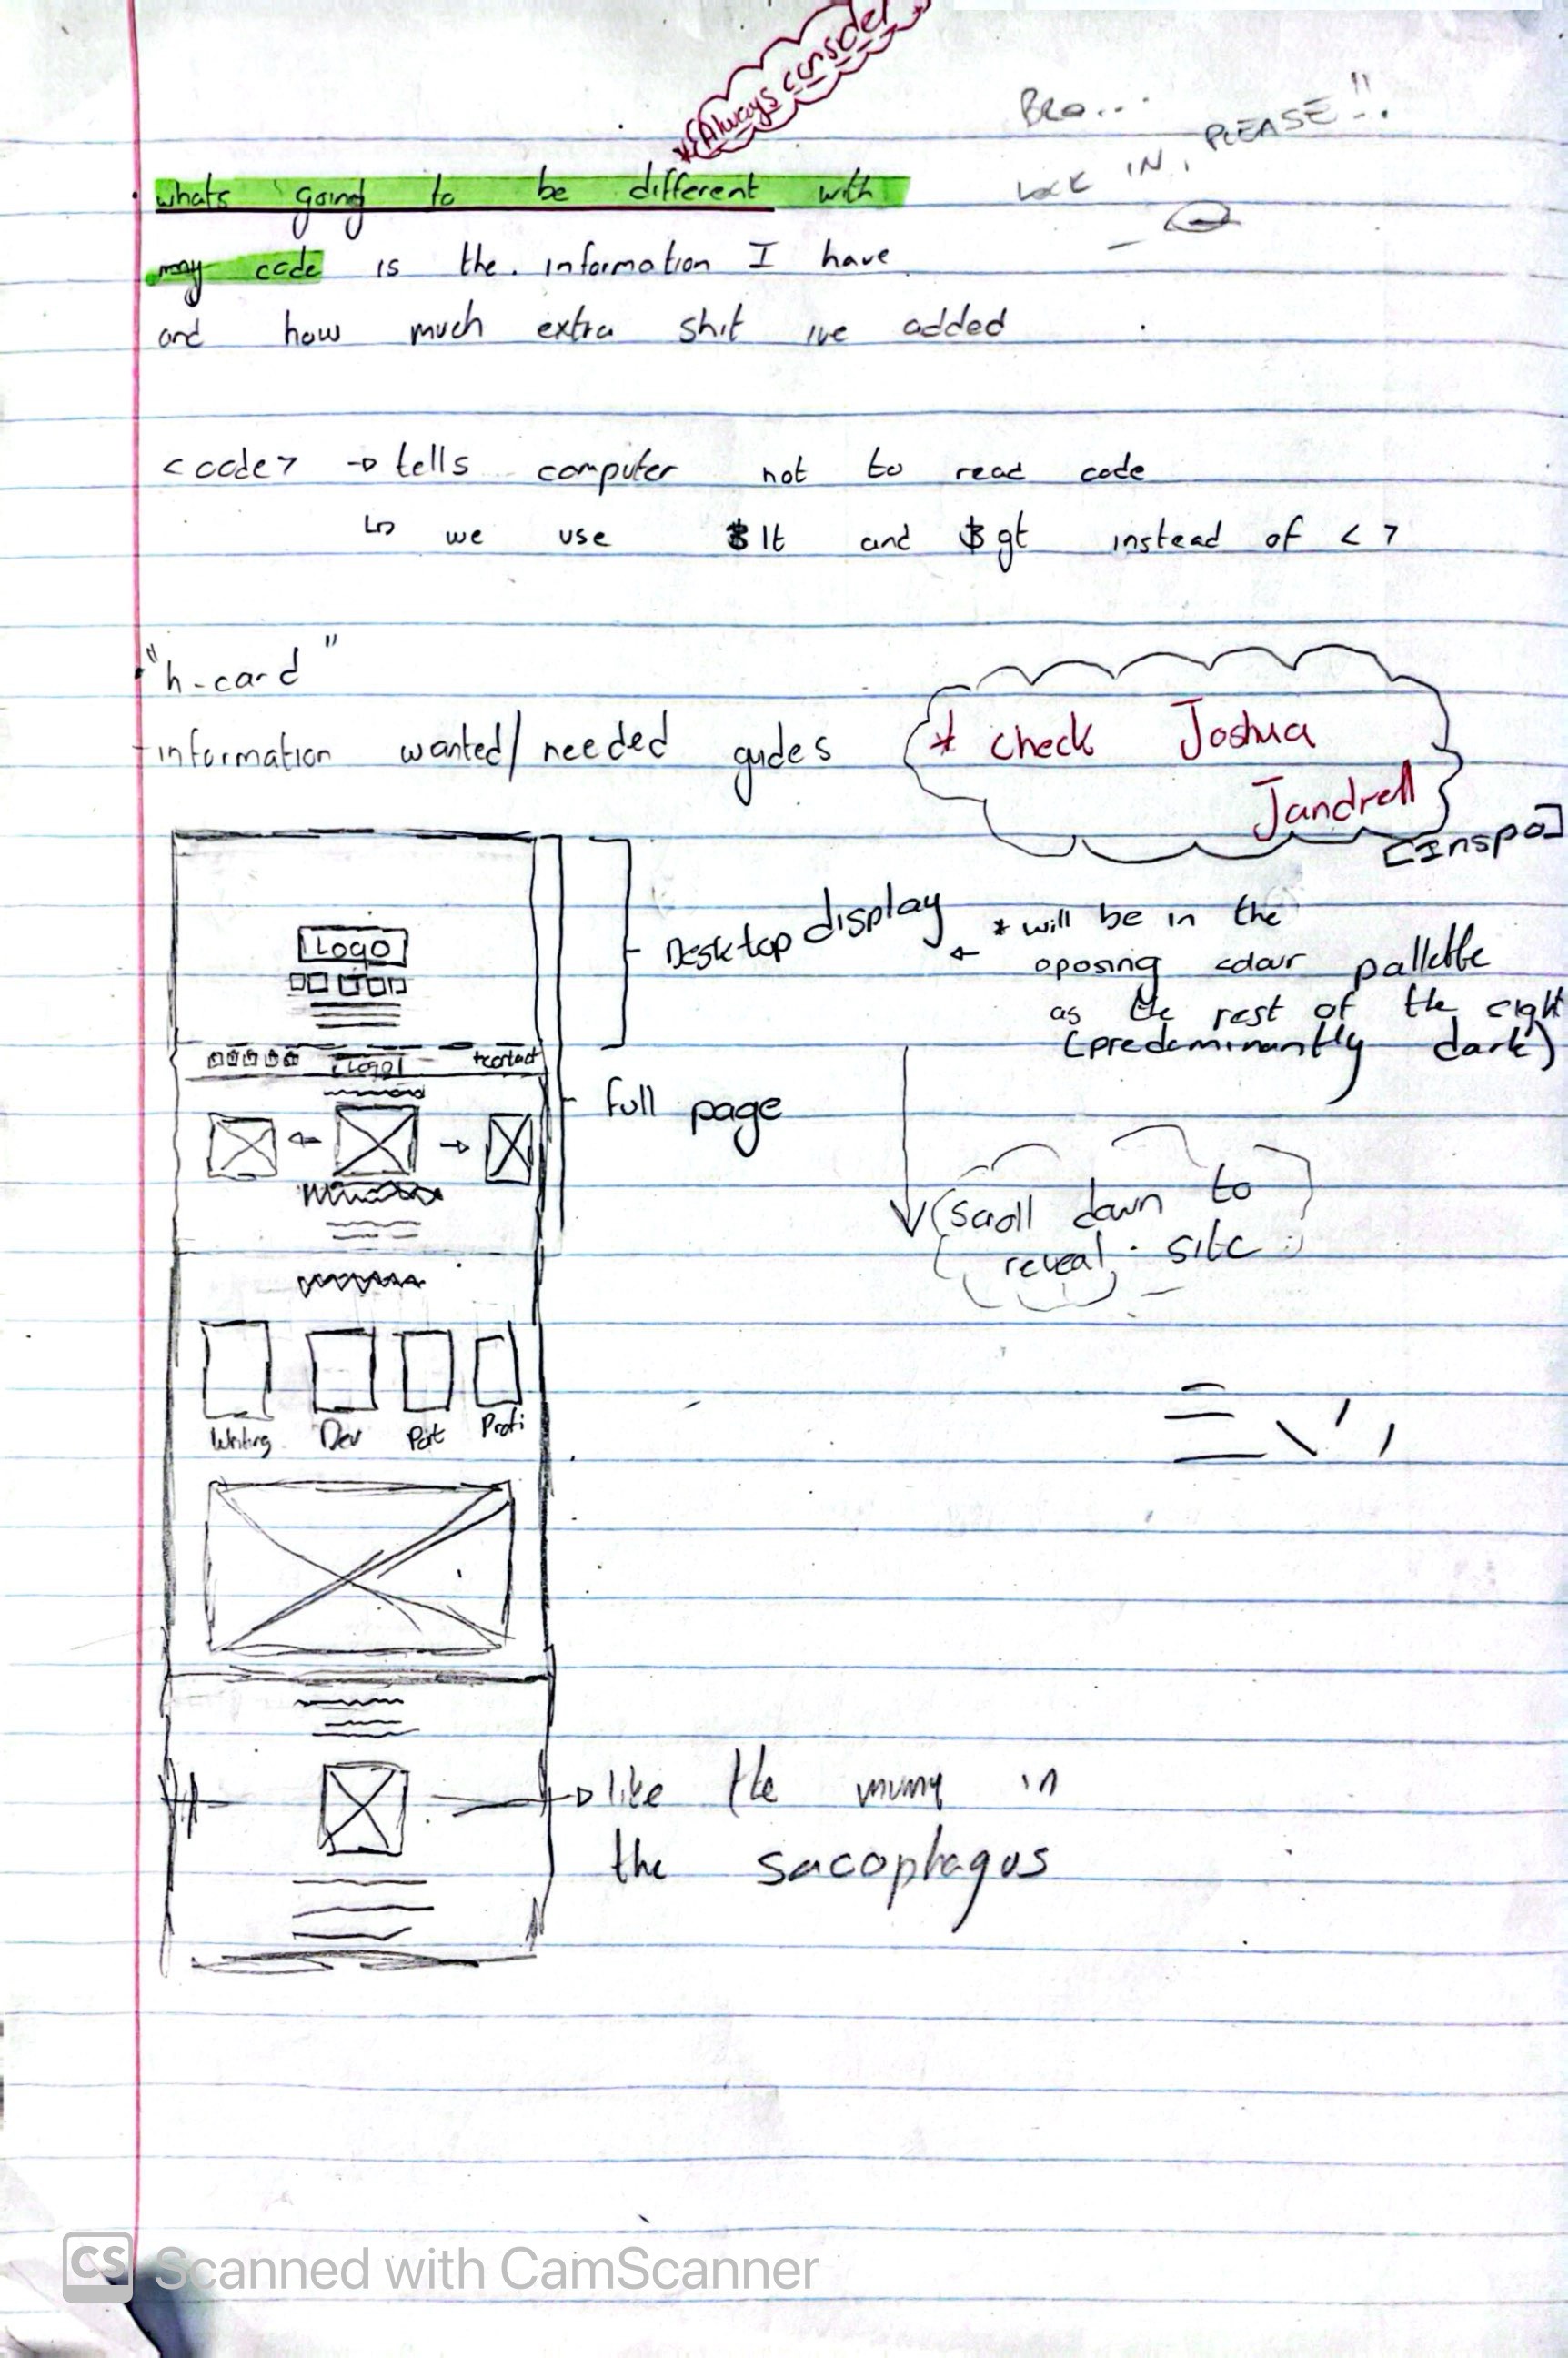 *{Always consider
Bro...
Lock IN, PLEASE!!.
whats going to be different with
my code is the. information I have
and how much extra shit ive added
<code> → tells computer not to read code
↳ we use $lt and $gt instead of < >
"h-card"
information wanted/needed gudes
* check Joshua
Jandrell
[Inspo]
Logo
Desktop display ← * will be in the
oposing colour pallette
as the rest of the
(predominantly dark)
Logo
+contact
full page
(scroll down to
reveal site
Writing Dev Port Profi
like the mumy in
the sacophagus
CS Scanned with CamScanner